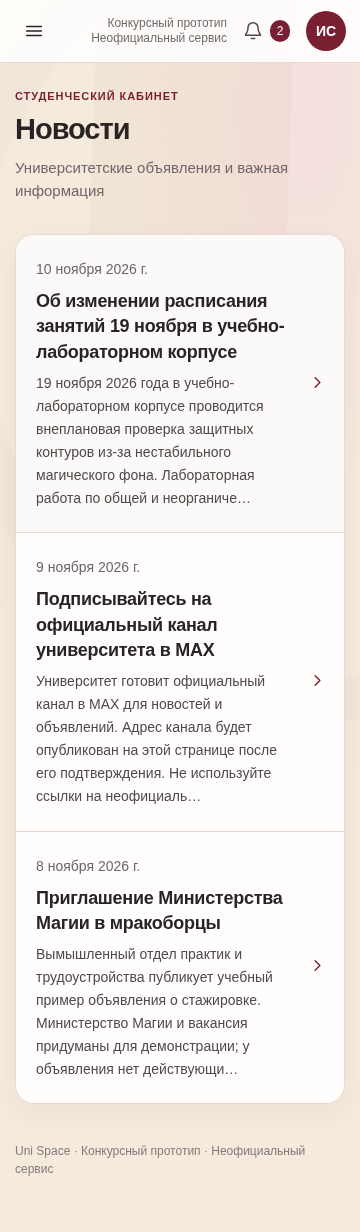 Конкурсный прототип
Неофициальный сервис
2
ИС
СТУДЕНЧЕСКИЙ КАБИНЕТ
Новости
Университетские объявления и важная
информация
10 ноября 2026 г.
Об изменении расписания
занятий 19 ноября в учебно-
лабораторном корпусе
19 ноября 2026 года в учебно-
лабораторном корпусе проводится
внеплановая проверка защитных
контуров из-за нестабильного
магического фона. Лабораторная
работа по общей и неорганиче…
9 ноября 2026 г.
Подписывайтесь на
официальный канал
университета в MAX
Университет готовит официальный
канал в MAX для новостей и
объявлений. Адрес канала будет
опубликован на этой странице после
его подтверждения. Не используйте
ссылки на неофициаль…
8 ноября 2026 г.
Приглашение Министерства
Магии в мракоборцы
Вымышленный отдел практик и
трудоустройства публикует учебный
пример объявления о стажировке.
Министерство Магии и вакансия
придуманы для демонстрации; у
объявления нет действующи…
Uni Space · Конкурсный прототип · Неофициальный
сервис